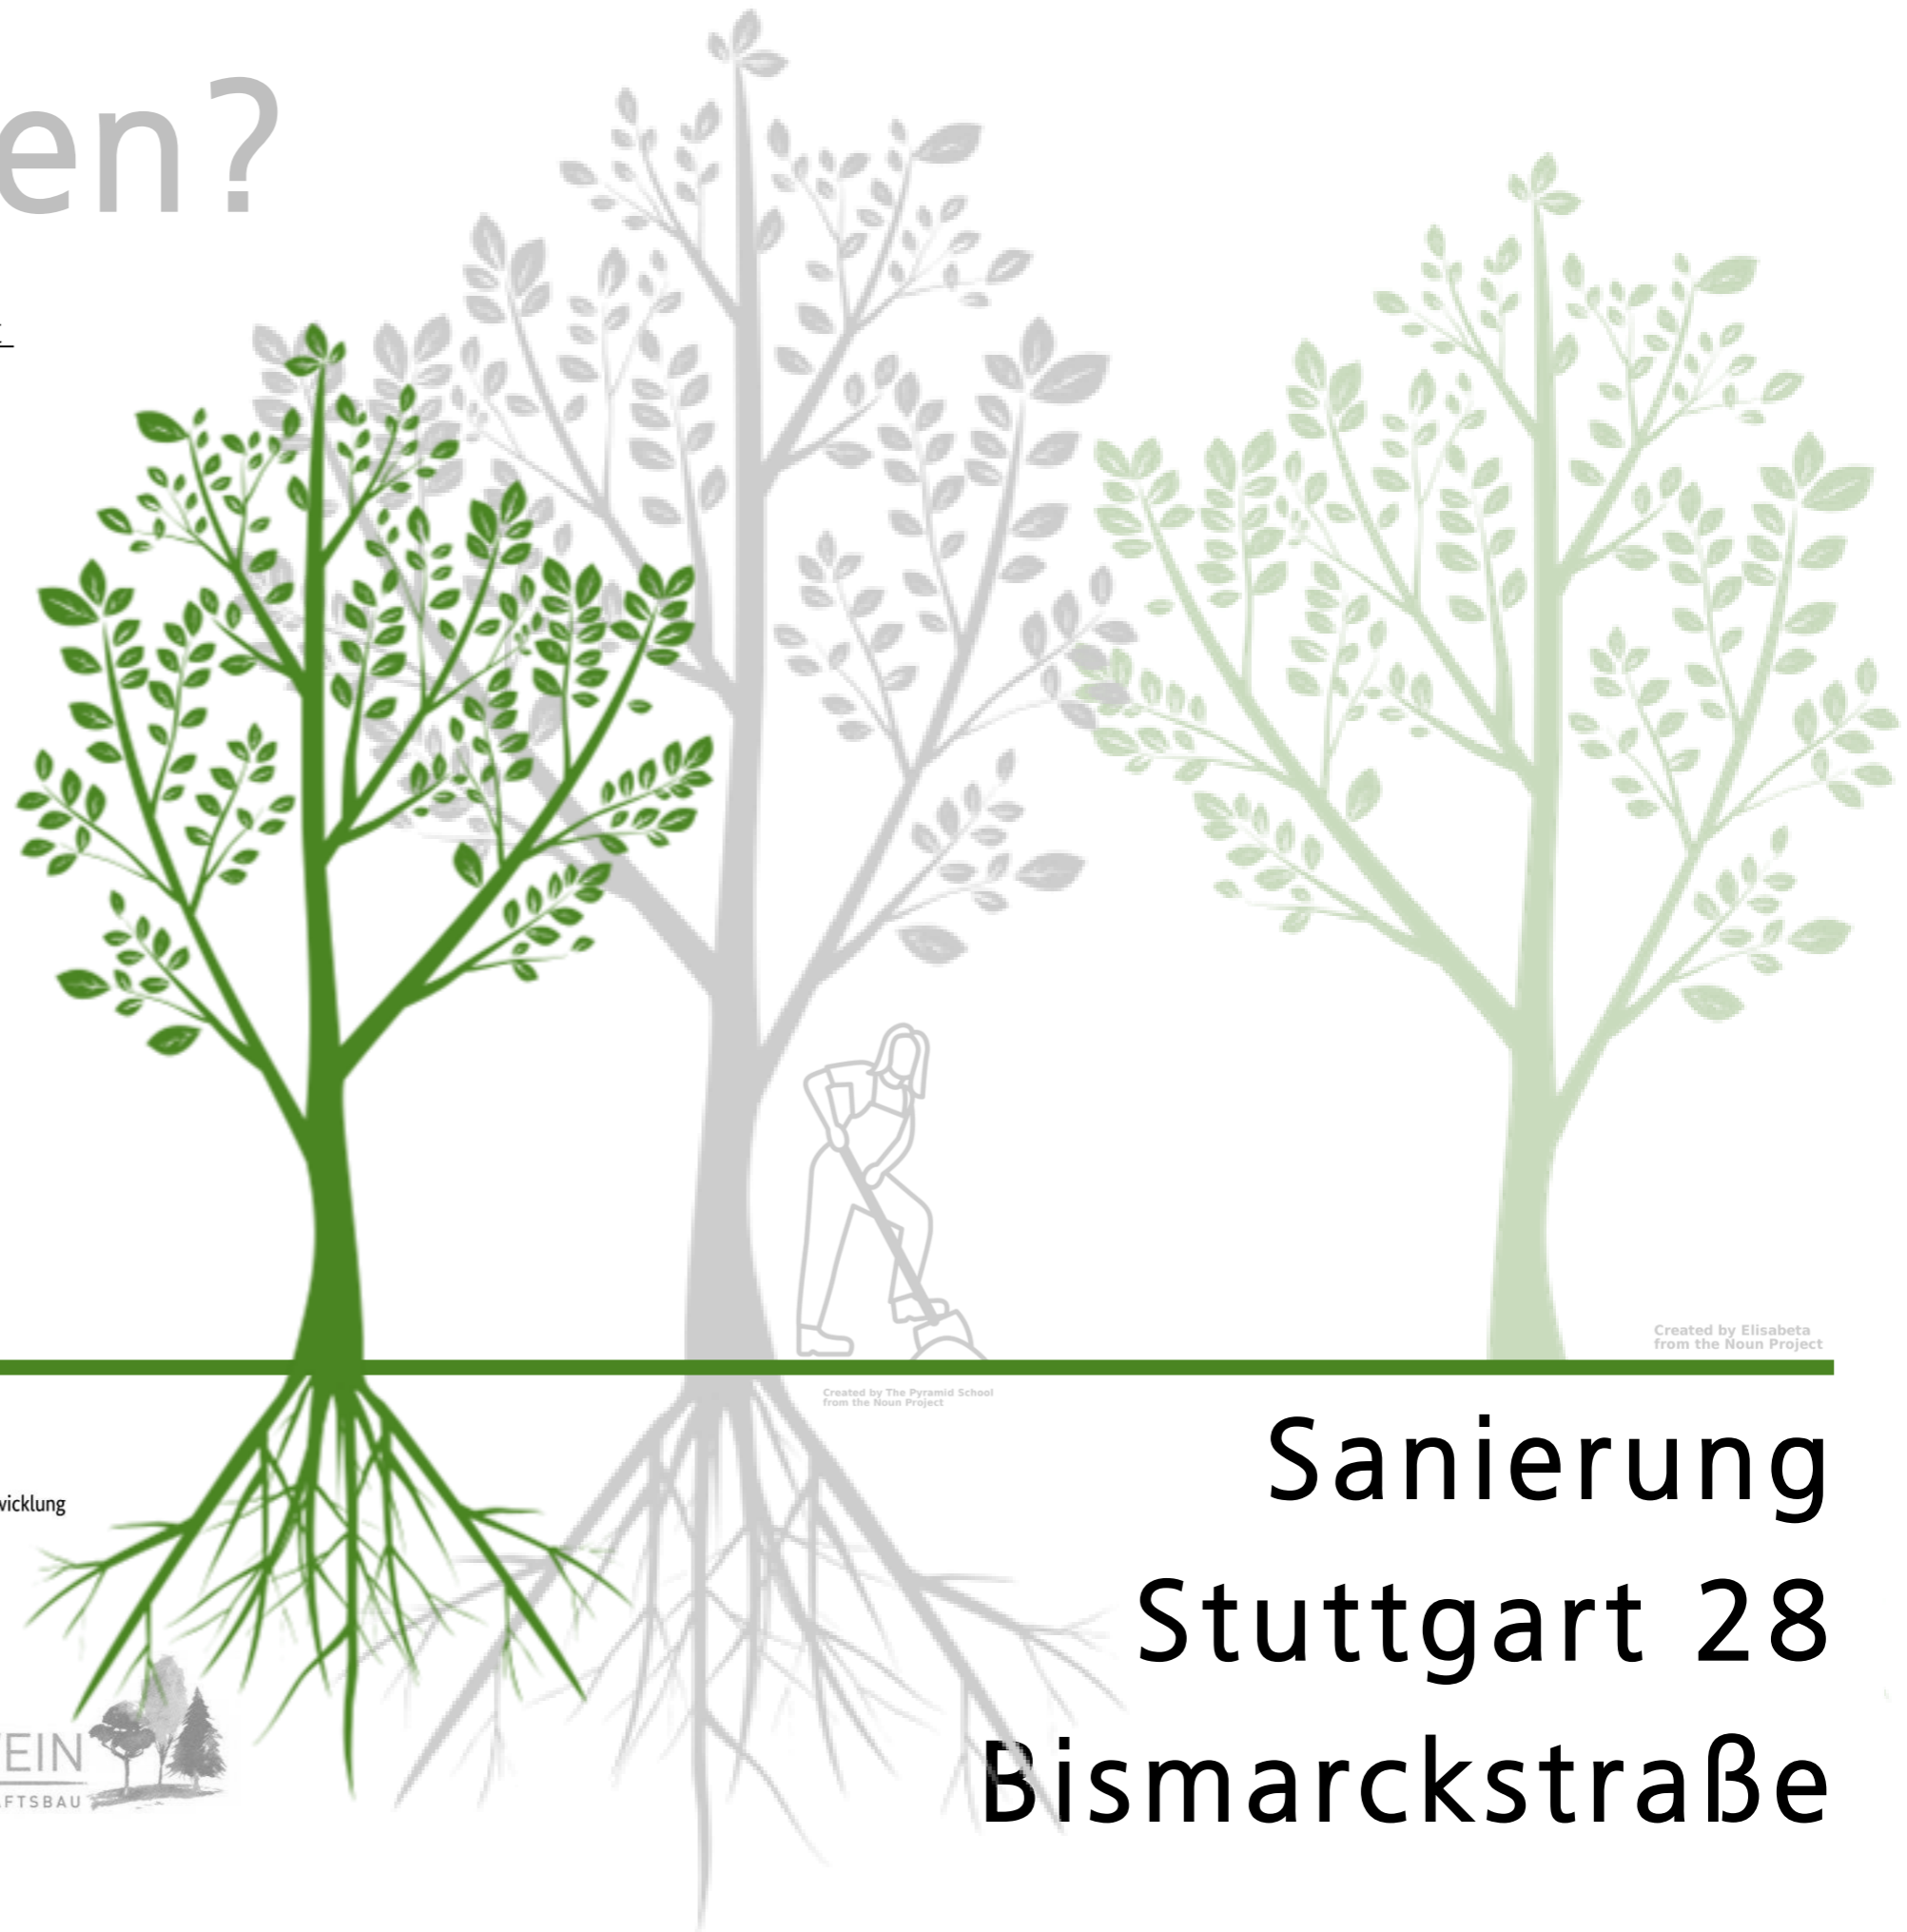 en?
Created by Elisabeta
from the Noun Project
Created by The Pyramid School
from the Noun Project
Sanierung
wicklung
Stuttgart 28
EIN
Bismarckstraße
FTSBAU